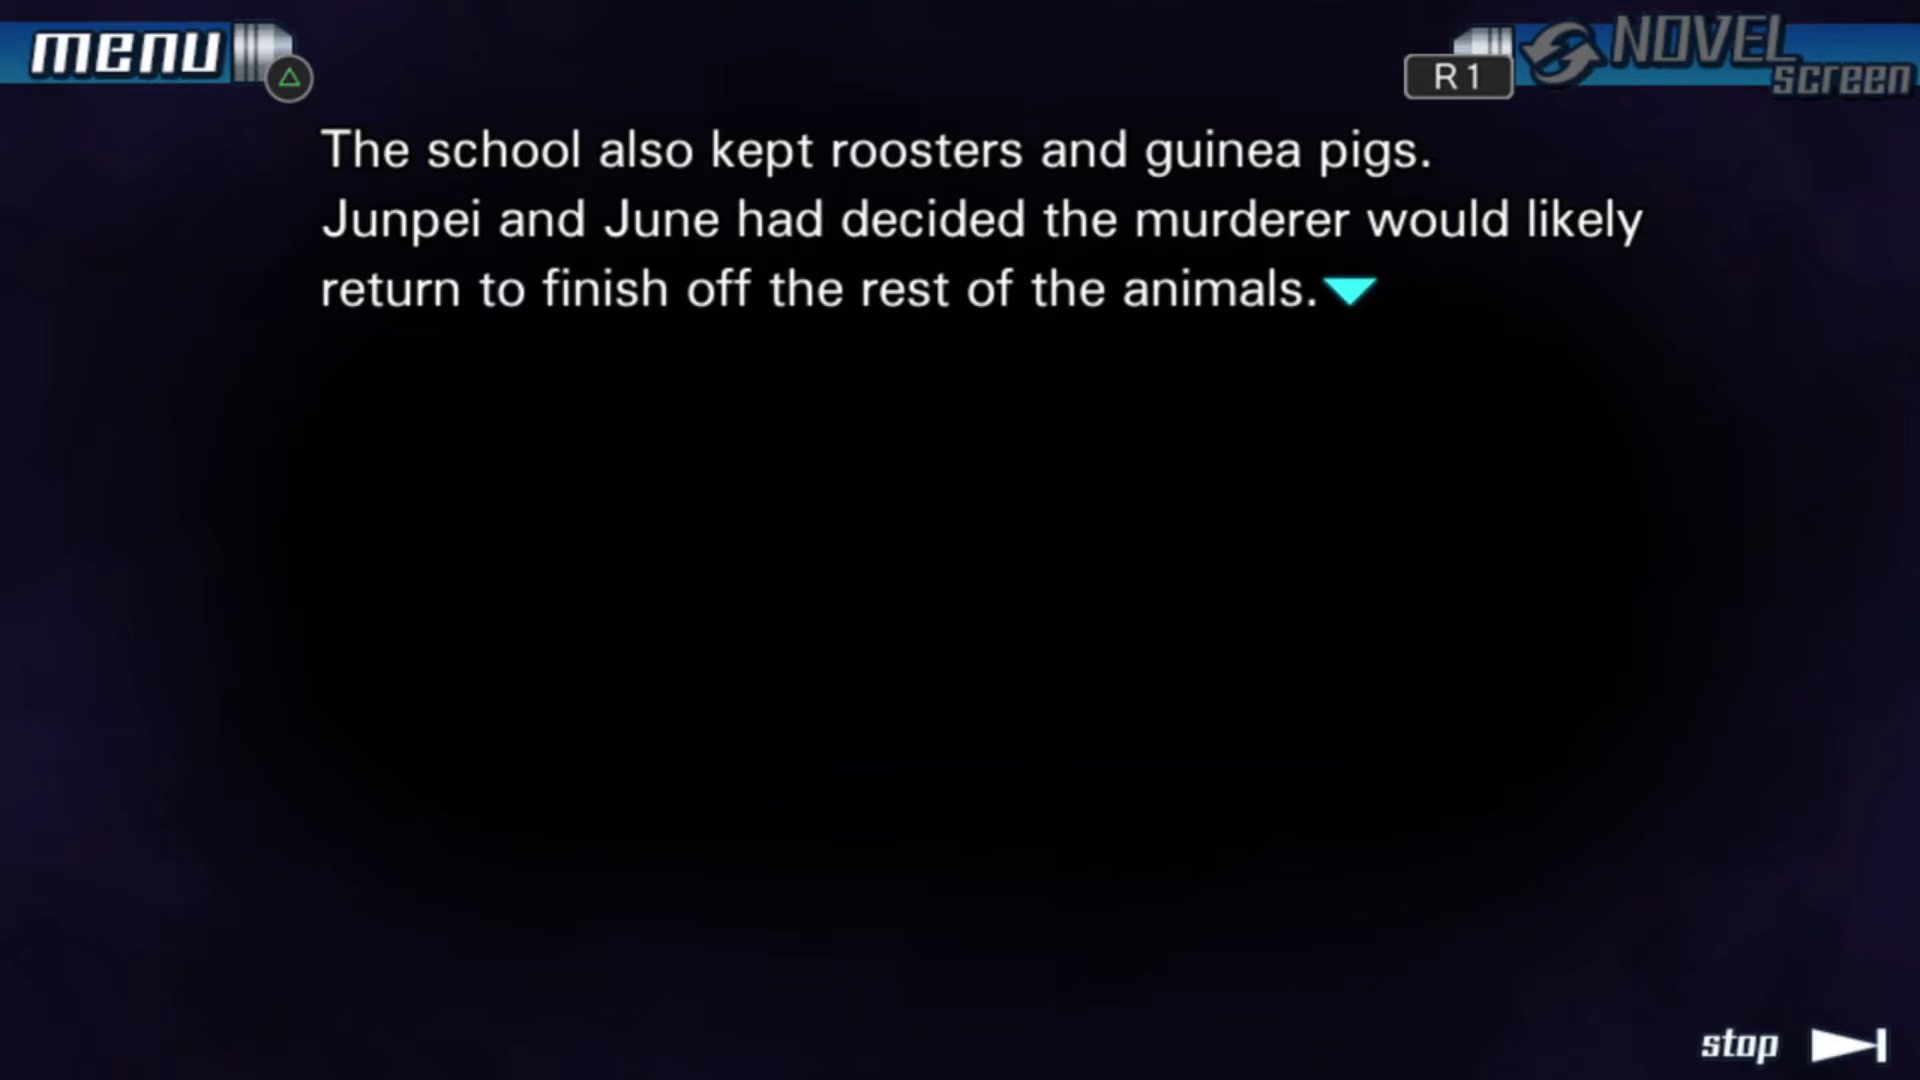 menu
R1
NOVEL
screen
The school also kept roosters and guinea pigs.
Junpei and June had decided the murderer would likely
return to finish off the rest of the animals.
stop